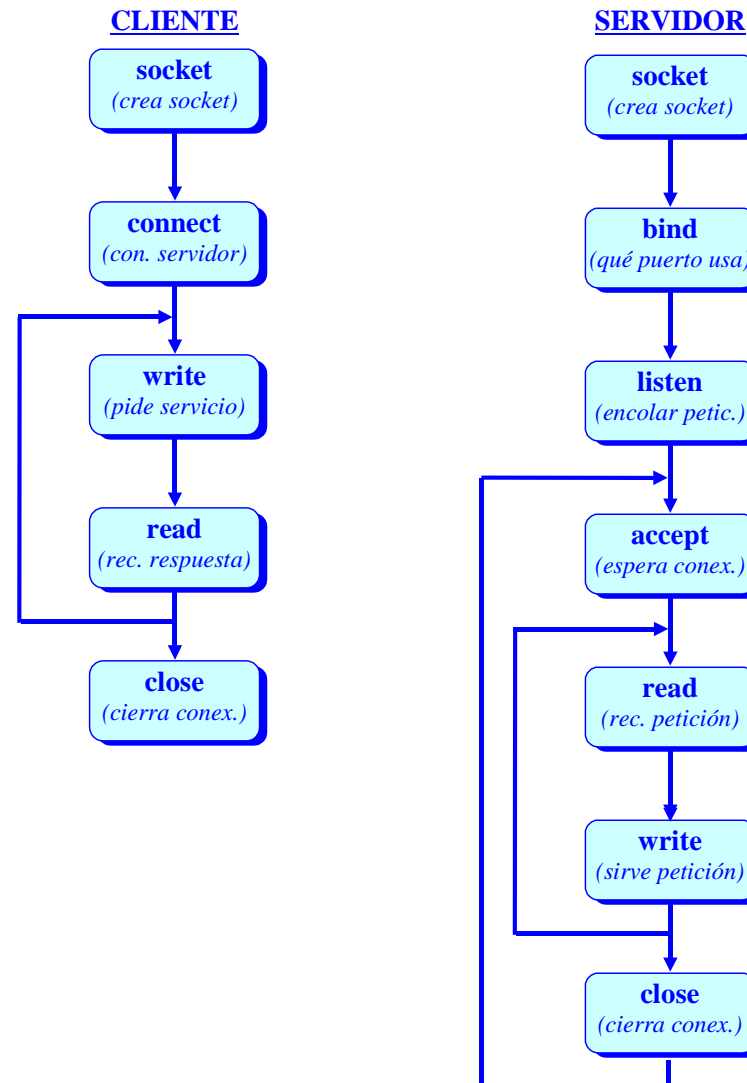 CLIENTE
socket
(crea socket)
connect
(con. servidor)
write
(pide servicio)
read
(rec. respuesta)
close
(cierra conex.)
SERVIDOR
socket
(crea socket)
bind
(qué puerto usa)
listen
(encolar petic.)
accept
(espera conex.)
read
(rec. petición)
write
(sirve petición)
close
(cierra conex.)